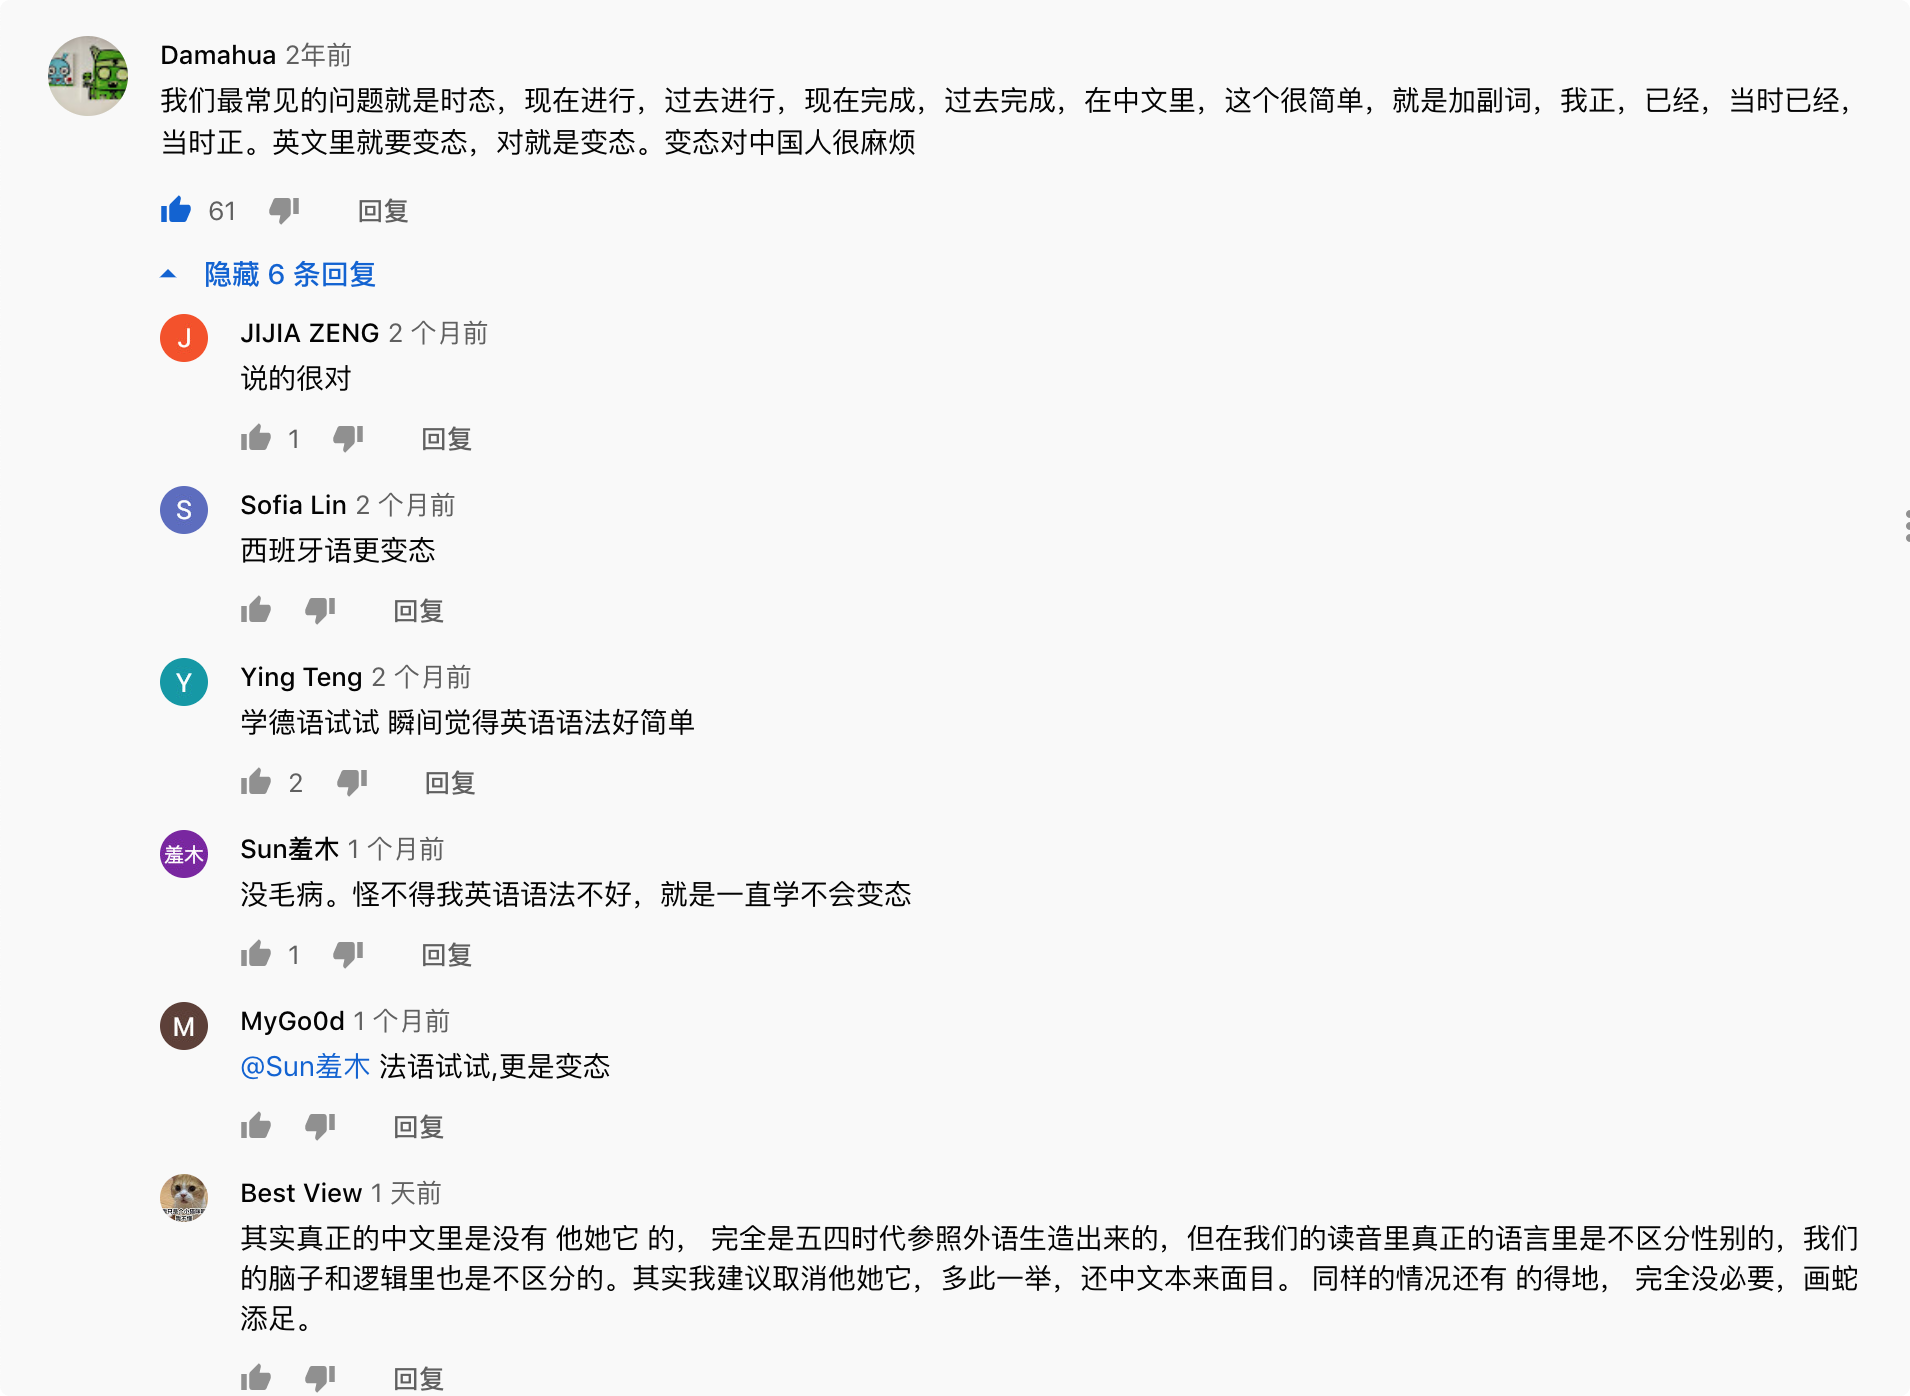 Damahua 2年前
我们最常见的问题就是时态，现在进行，过去进行，现在完成，过去完成，在中文里，这个很简单，就是加副词，我正，已经，当时已经，
当时正。英文里就要变态，对就是变态。变态对中国人很麻烦
61 回复
隐藏 6 条回复
J
JIJIA ZENG 2 个月前
说的很对
1 回复
S
Sofia Lin 2 个月前
西班牙语更变态
回复
Y
Ying Teng 2 个月前
学德语试试 瞬间觉得英语语法好简单
2 回复
羞木
Sun羞木 1 个月前
没毛病。怪不得我英语语法不好，就是一直学不会变态
1 回复
M
MyGo0d 1 个月前
@Sun羞木 法语试试,更是变态
回复
Best View 1 天前
其实真正的中文里是没有 他她它 的， 完全是五四时代参照外语生造出来的，但在我们的读音里真正的语言里是不区分性别的，我们
的脑子和逻辑里也是不区分的。其实我建议取消他她它，多此一举，还中文本来面目。 同样的情况还有 的得地， 完全没必要，画蛇
添足。
回复